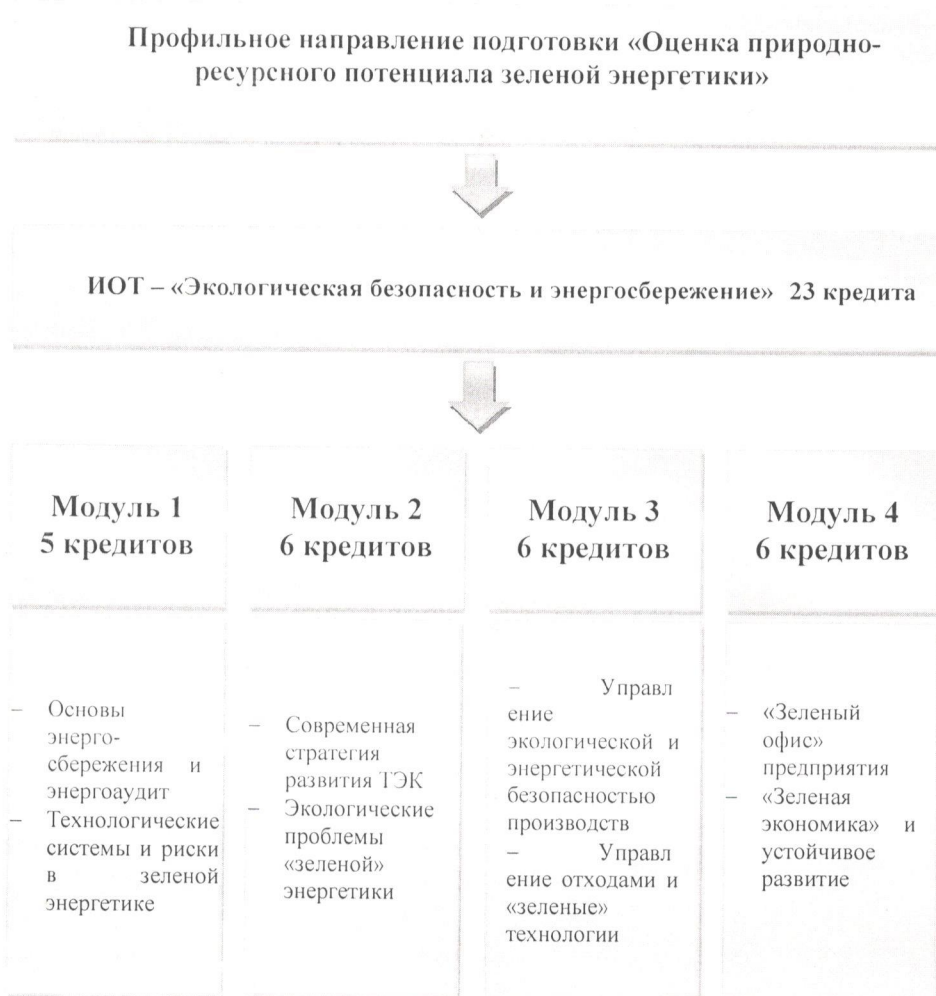 Профильное направление подготовки «Оценка природно-
ресурсного потенциала зеленой энергетики»
ИОТ – «Экологическая безопасность и энергосбережение» 23 кредита
Модуль 1
5 кредитов
Модуль 2
6 кредитов
Модуль 3
6 кредитов
Модуль 4
6 кредитов
– Основы
энерго-
сбережения и
энергоаудит
– Технологические
системы и риски
в зеленой
энергетике
– Современная
стратегия
развития ТЭК
– Экологические
проблемы
«зеленой»
энергетики
– Управл
ение
экологической и
энергетической
безопасностью
производств
– Управл
ение отходами и
«зеленые»
технологии
– «Зеленый
офис»
предприятия
– «Зеленая
экономика» и
устойчивое
развитие